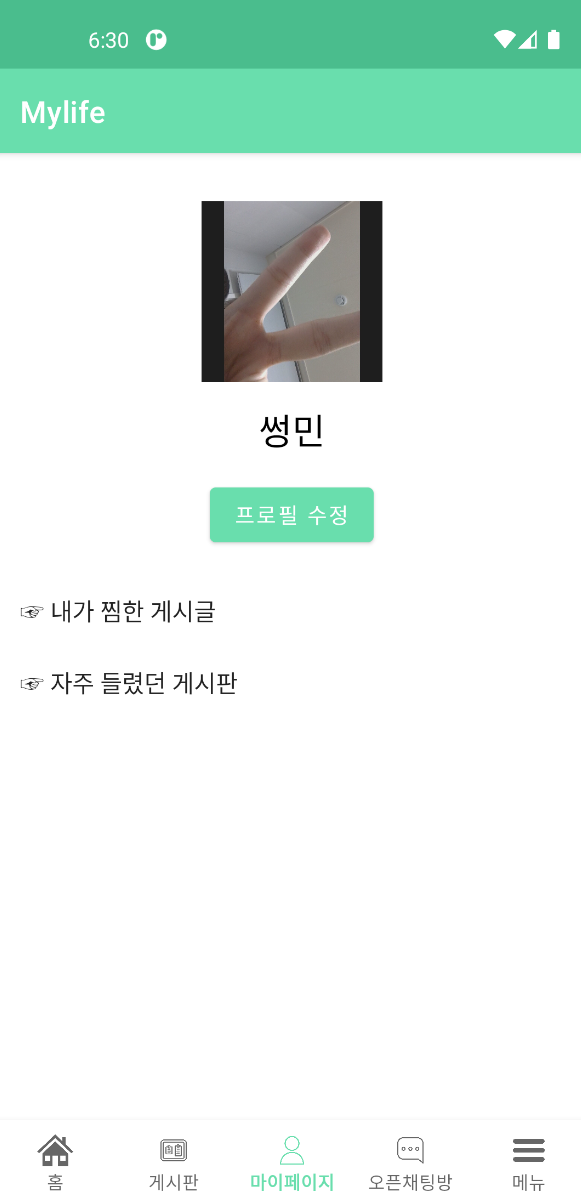 6:30
Mylife
썽민
프로필 수정
☞ 내가 찜한 게시글
☞ 자주 들렸던 게시판
홈
게시판
마이페이지
오픈채팅방
메뉴